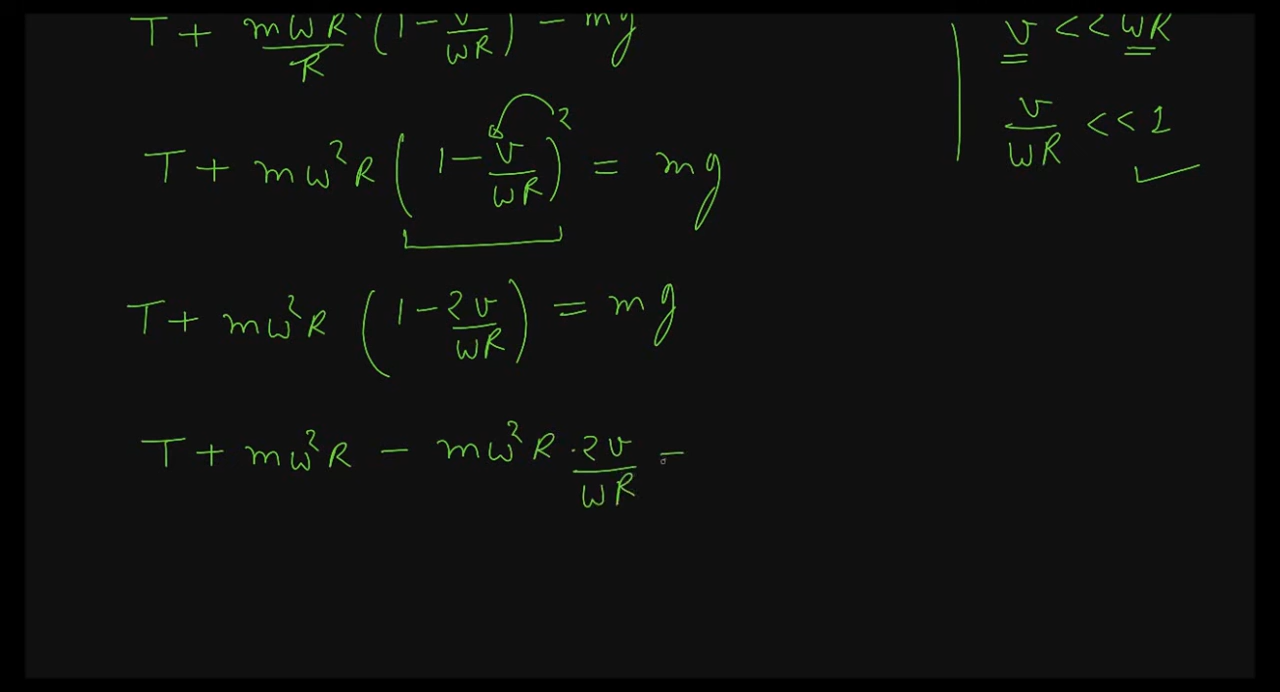 T + mωR²/R (1 - v/ωR) - mg
v << ωR
v/ωR << 1
T + mω²R (1 - v/ωR)² = mg
T + mω²R (1 - 2v/ωR) = mg
T + mω²R - mω²R · 2v/ωR =